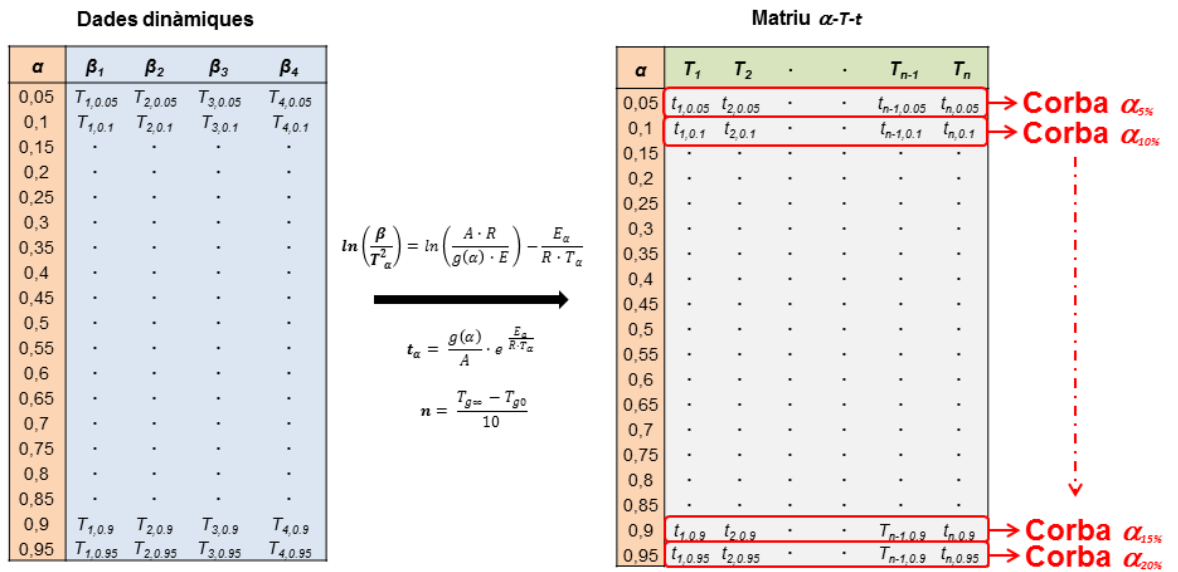 Dades dinàmiques
α β₁ β₂ β₃ β₄
0,05 T₁,₀.₀₅ T₂,₀.₀₅ T₃,₀.₀₅ T₄,₀.₀₅
0,1 T₁,₀.₁ T₂,₀.₁ T₃,₀.₁ T₄,₀.₁
0,15 · · · ·
0,2 · · · ·
0,25 · · · ·
0,3 · · · ·
0,35 · · · ·
0,4 · · · ·
0,45 · · · ·
0,5 · · · ·
0,55 · · · ·
0,6 · · · ·
0,65 · · · ·
0,7 · · · ·
0,75 · · · ·
0,8 · · · ·
0,85 · · · ·
0,9 T₁,₀.₉ T₂,₀.₉ T₃,₀.₉ T₄,₀.₉
0,95 T₁,₀.₉₅ T₂,₀.₉₅ T₃,₀.₉₅ T₄,₀.₉₅
ln(β/T²_α) = ln(A · R/g(α) · E) − E_α/R · T_α
t_α = g(α)/A · e^(E_α/R·T_α)
n = T_g∞ − T_g0/10
Matriu α-T-t
α T₁ T₂ · · Tₙ₋₁ Tₙ
0,05 t₁,₀.₀₅ t₂,₀.₀₅ · · tₙ₋₁,₀.₀₅ tₙ,₀.₀₅ Corba α₅%
0,1 t₁,₀.₁ t₂,₀.₁ · · tₙ₋₁,₀.₁ tₙ,₀.₁ Corba α₁₀%
0,15 · · · · · ·
0,2 · · · · · ·
0,25 · · · · · ·
0,3 · · · · · ·
0,35 · · · · · ·
0,4 · · · · · ·
0,45 · · · · · ·
0,5 · · · · · ·
0,55 · · · · · ·
0,6 · · · · · ·
0,65 · · · · · ·
0,7 · · · · · ·
0,75 · · · · · ·
0,8 · · · · · ·
0,85 · · · · · ·
0,9 t₁,₀.₉ t₂,₀.₉ · · Tₙ₋₁,₀.₉ tₙ,₀.₉ Corba α₁₅%
0,95 t₁,₀.₉₅ t₂,₀.₉₅ · · Tₙ₋₁,₀.₉₅ tₙ,₀.₉₅ Corba α₂₀%